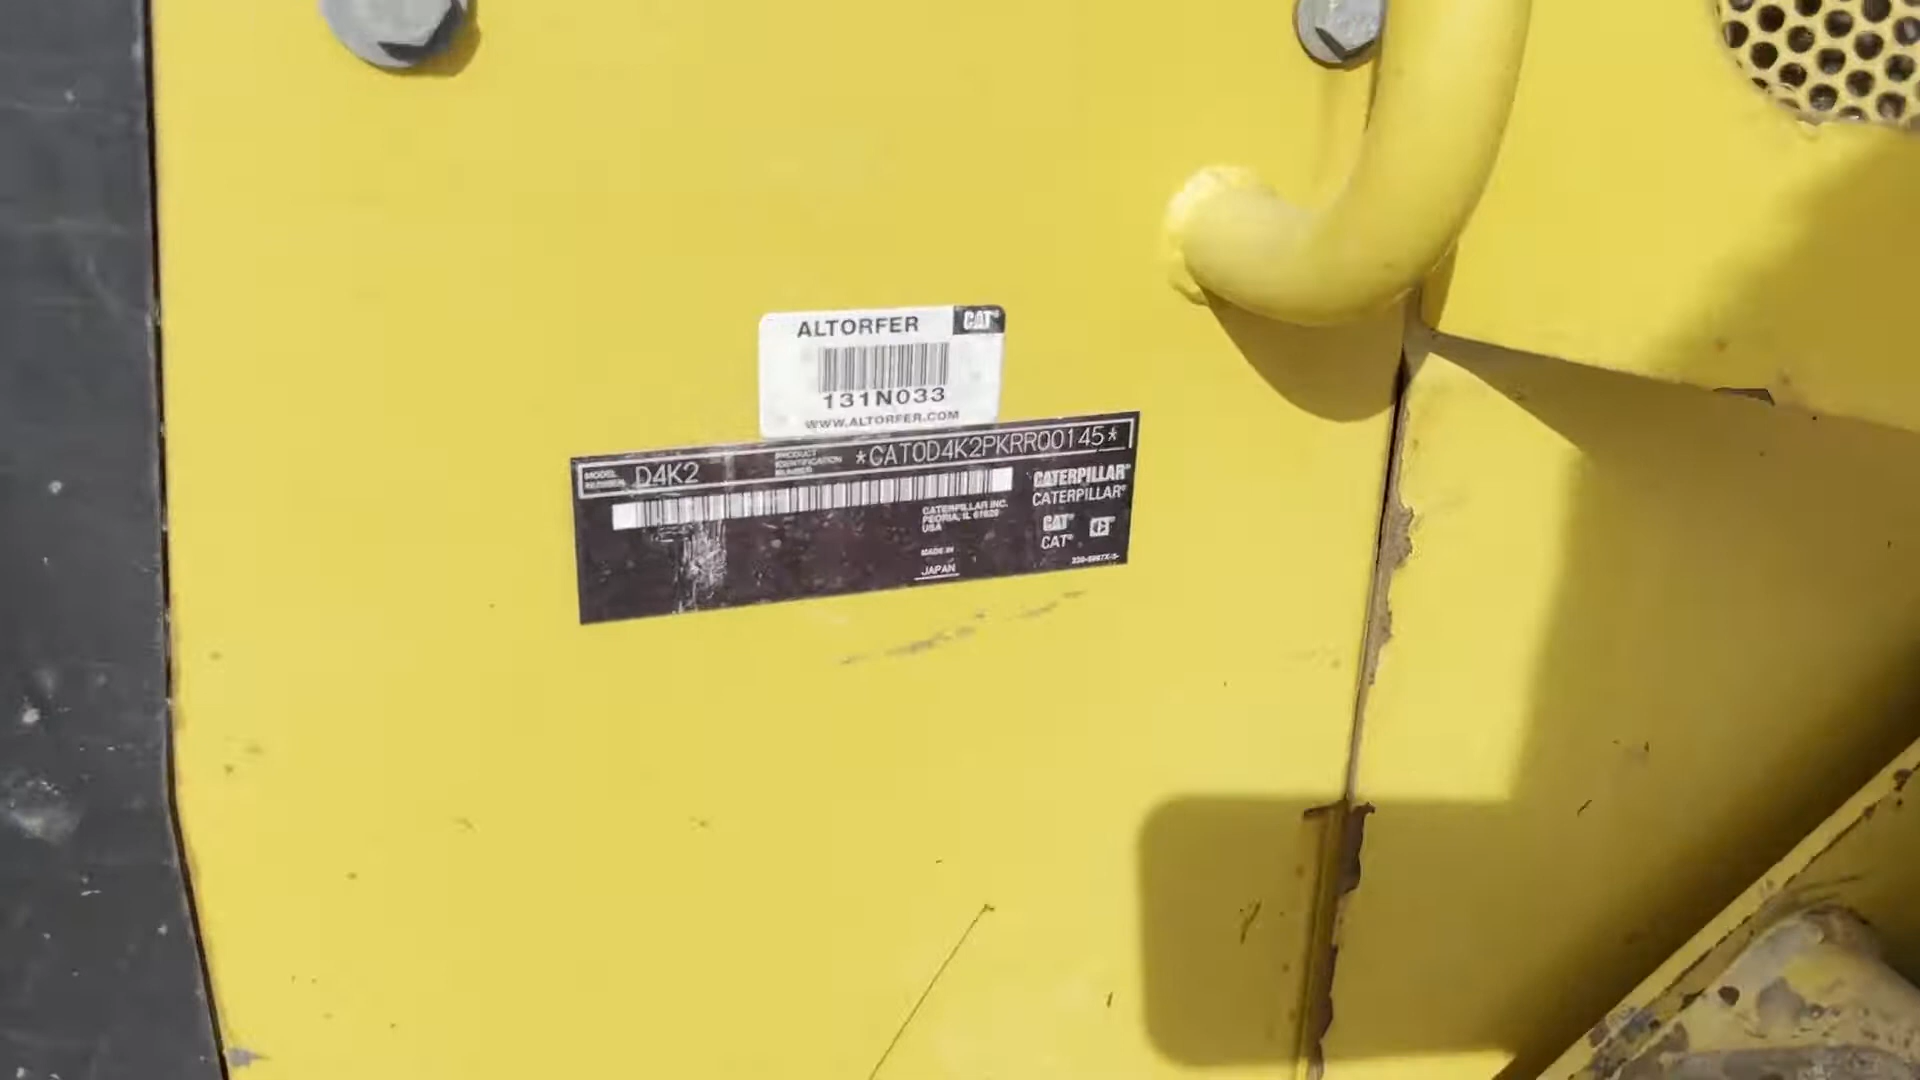 ALTORFER CAT
131N033
WWW.ALTORFER.COM
MODEL NUMBER D4K2 PRODUCT IDENTIFICATION NUMBER *CAT0D4K2PKRR00145*
CATERPILLAR®
CATERPILLAR®
CATERPILLAR INC.
PEORIA, IL 61629
USA
CAT® C®
CAT®
MADE IN
JAPAN